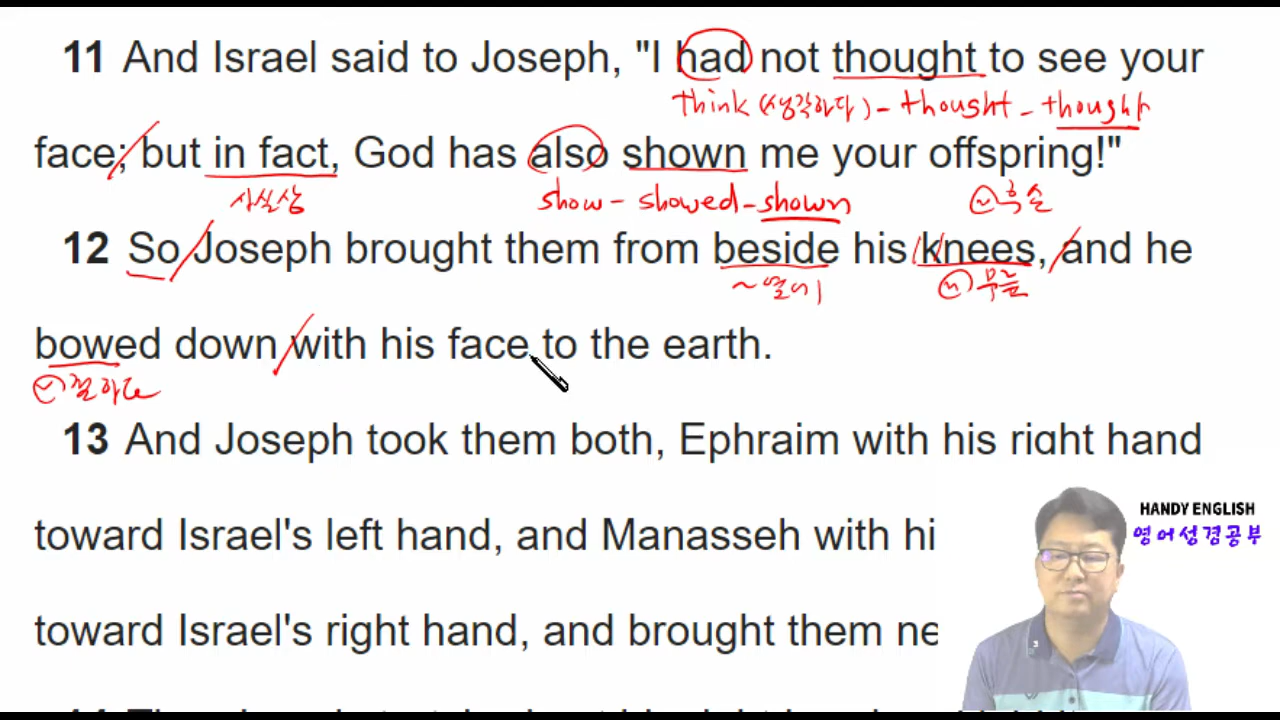 11 And Israel said to Joseph, "I had not thought to see your
think (생각하다) - thought - thought
face; but in fact, God has also shown me your offspring!"
사실상 show - showed - shown 후손
12 So Joseph brought them from beside his knees, and he
~옆에 무릎
bowed down with his face to the earth.
절하다
13 And Joseph took them both, Ephraim with his right hand
toward Israel's left hand, and Manasseh with hi
toward Israel's right hand, and brought them ne
HANDY ENGLISH
영어성경공부